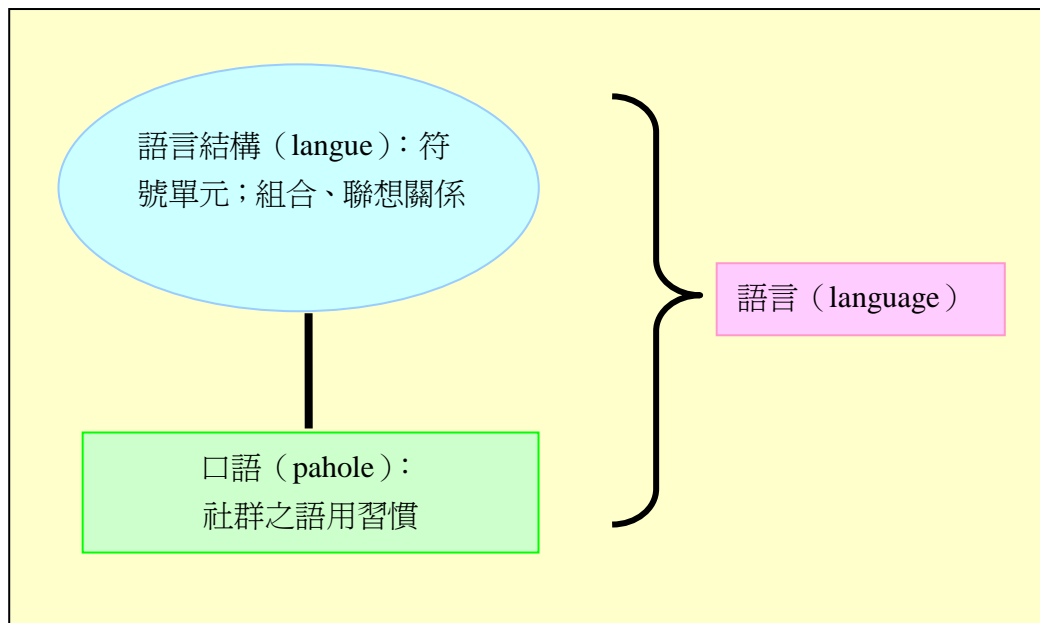 語言結構（langue）：符
號單元；組合、聯想關係
語言（language）
口語（pahole）：
社群之語用習慣